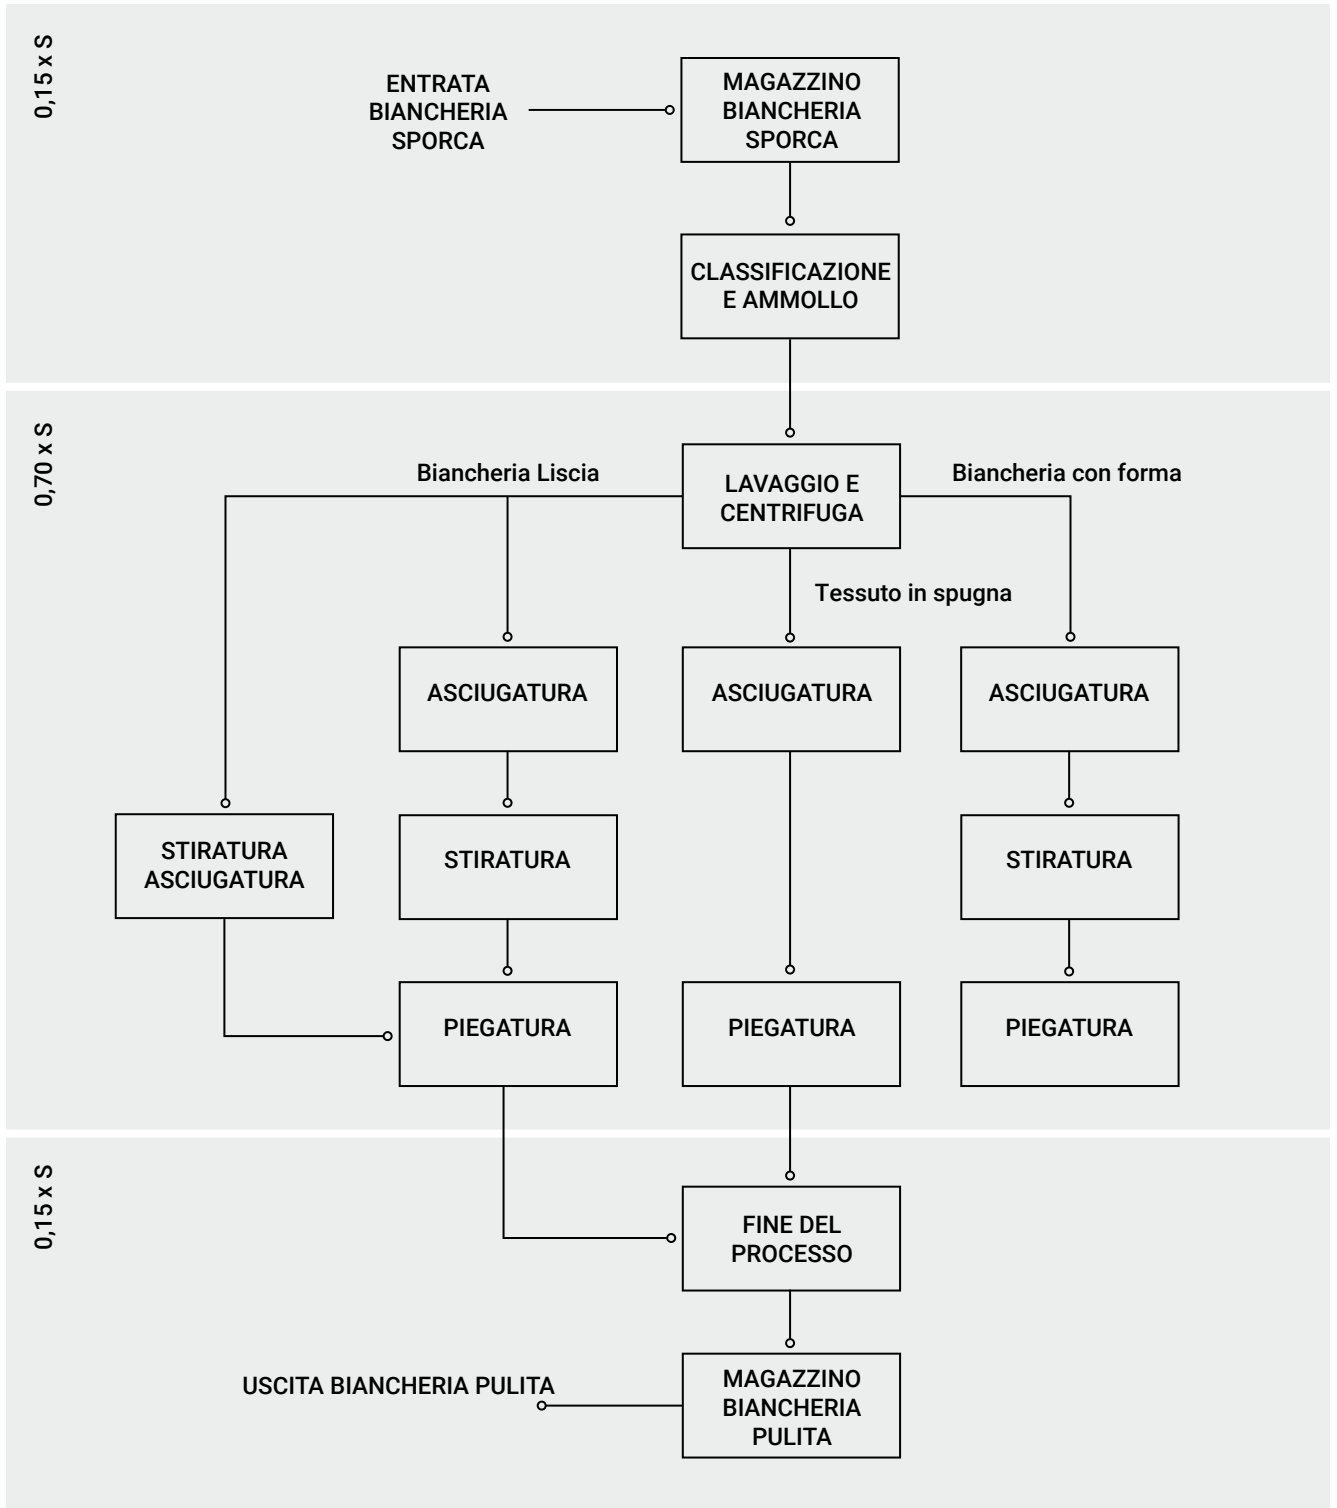 0,15 x S
ENTRATA
BIANCHERIA
SPORCA
MAGAZZINO
BIANCHERIA
SPORCA
CLASSIFICAZIONE
E AMMOLLO
0,70 x S
Biancheria Liscia
LAVAGGIO E
CENTRIFUGA
Biancheria con forma
Tessuto in spugna
ASCIUGATURA
ASCIUGATURA
ASCIUGATURA
STIRATURA
ASCIUGATURA
STIRATURA
STIRATURA
PIEGATURA
PIEGATURA
PIEGATURA
0,15 x S
FINE DEL
PROCESSO
USCITA BIANCHERIA PULITA
MAGAZZINO
BIANCHERIA
PULITA